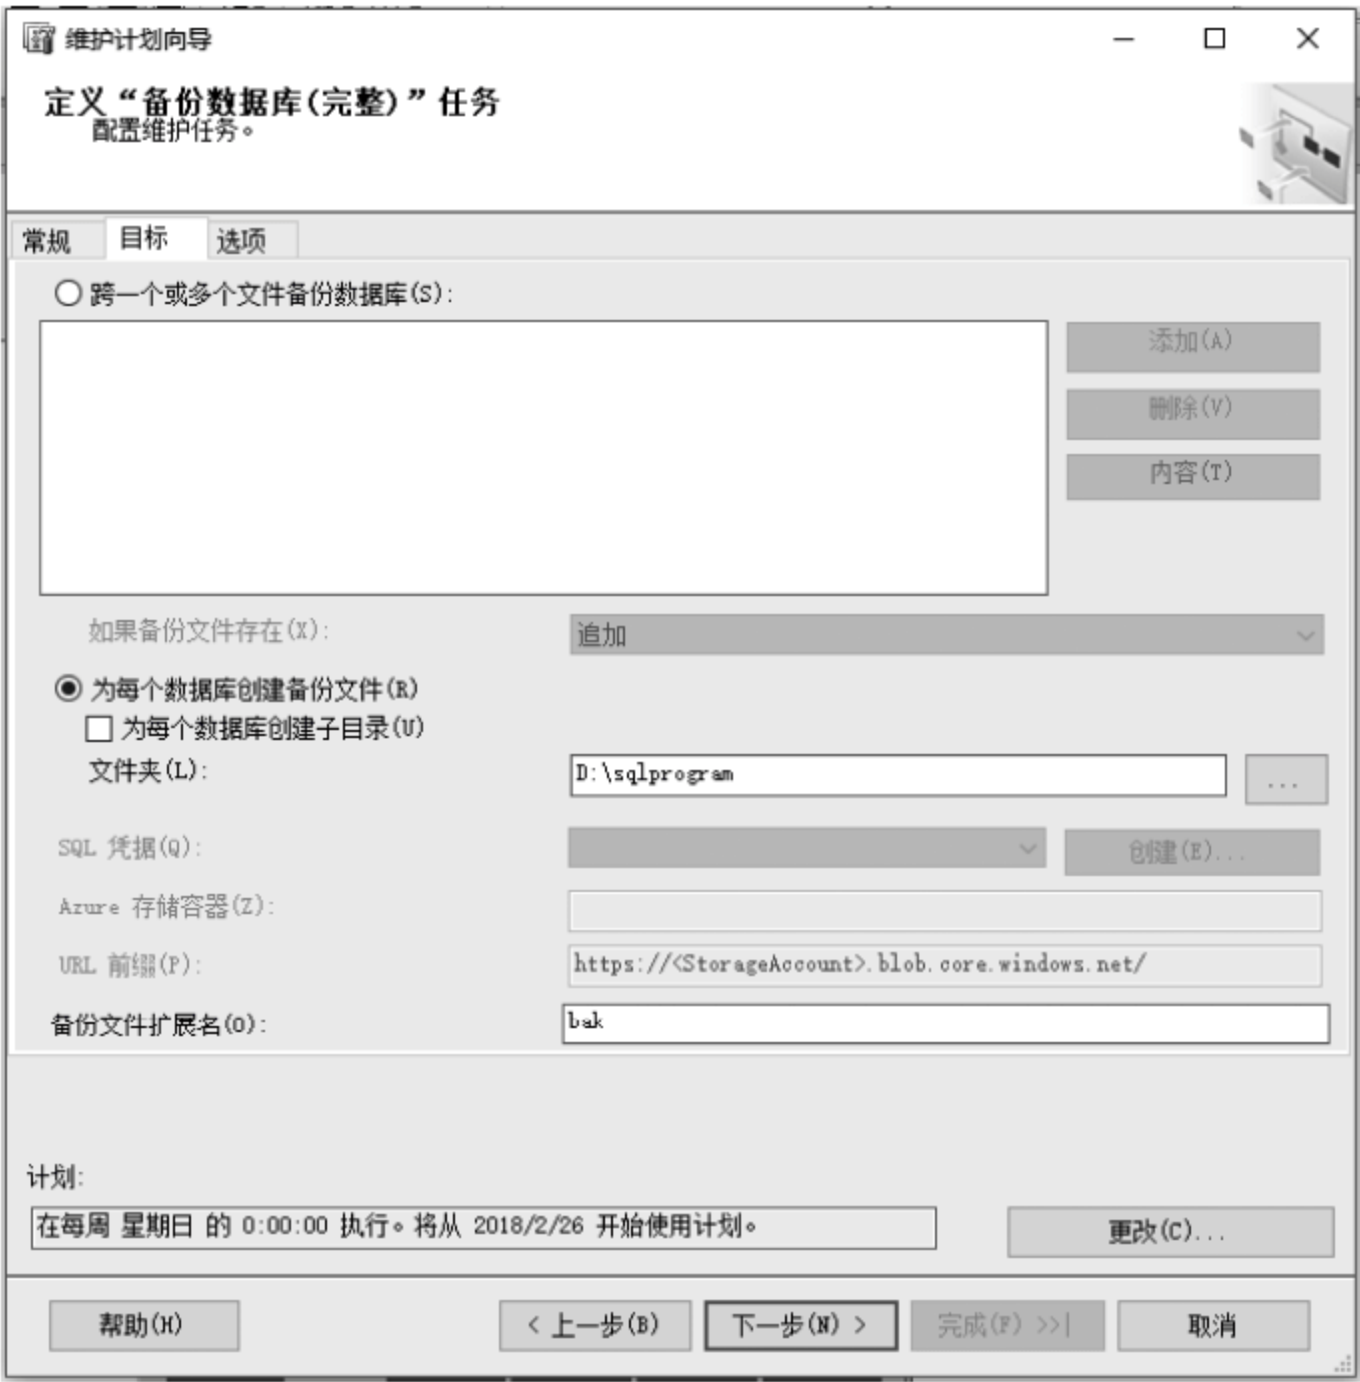 维护计划向导
定义“备份数据库(完整)”任务
配置维护任务。
常规 目标 选项
跨一个或多个文件备份数据库(S):
添加(A)
删除(V)
内容(T)
如果备份文件存在(X): 追加
为每个数据库创建备份文件(R)
为每个数据库创建子目录(U)
文件夹(L): D:\sqlprogram ...
SQL 凭据(Q): 创建(E)...
Azure 存储容器(Z):
URL 前缀(P): https://<StorageAccount>.blob.core.windows.net/
备份文件扩展名(O): bak
计划:
在每周 星期日 的 0:00:00 执行。将从 2018/2/26 开始使用计划。 更改(C)...
帮助(H) < 上一步(B) 下一步(N) > 完成(F) >>| 取消